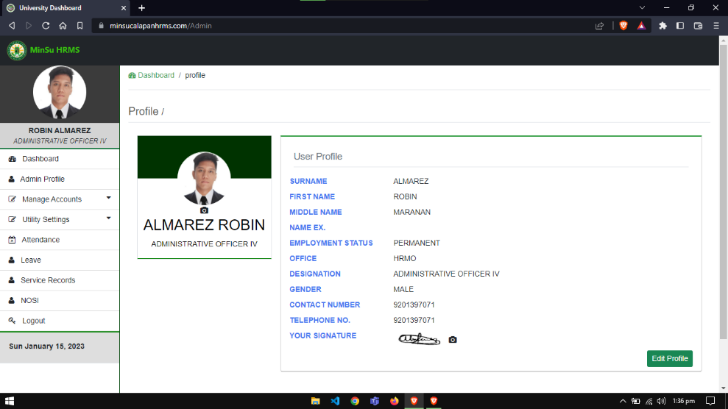 University Dashboard
minsucalapanhrms.com/Admin
MinSu HRMS
ROBIN ALMAREZ
ADMINISTRATIVE OFFICER IV
Dashboard
Admin Profile
Manage Accounts
Utility Settings
Attendance
Leave
Service Records
NOSI
Logout
Sun January 15, 2023
Dashboard / profile
Profile /
ALMAREZ ROBIN
ADMINISTRATIVE OFFICER IV
User Profile
SURNAME ALMAREZ
FIRST NAME ROBIN
MIDDLE NAME MARANAN
NAME EX.
EMPLOYMENT STATUS PERMANENT
OFFICE HRMO
DESIGNATION ADMINISTRATIVE OFFICER IV
GENDER MALE
CONTACT NUMBER 9201397071
TELEPHONE NO. 9201397071
YOUR SIGNATURE
Edit Profile
1:36 pm